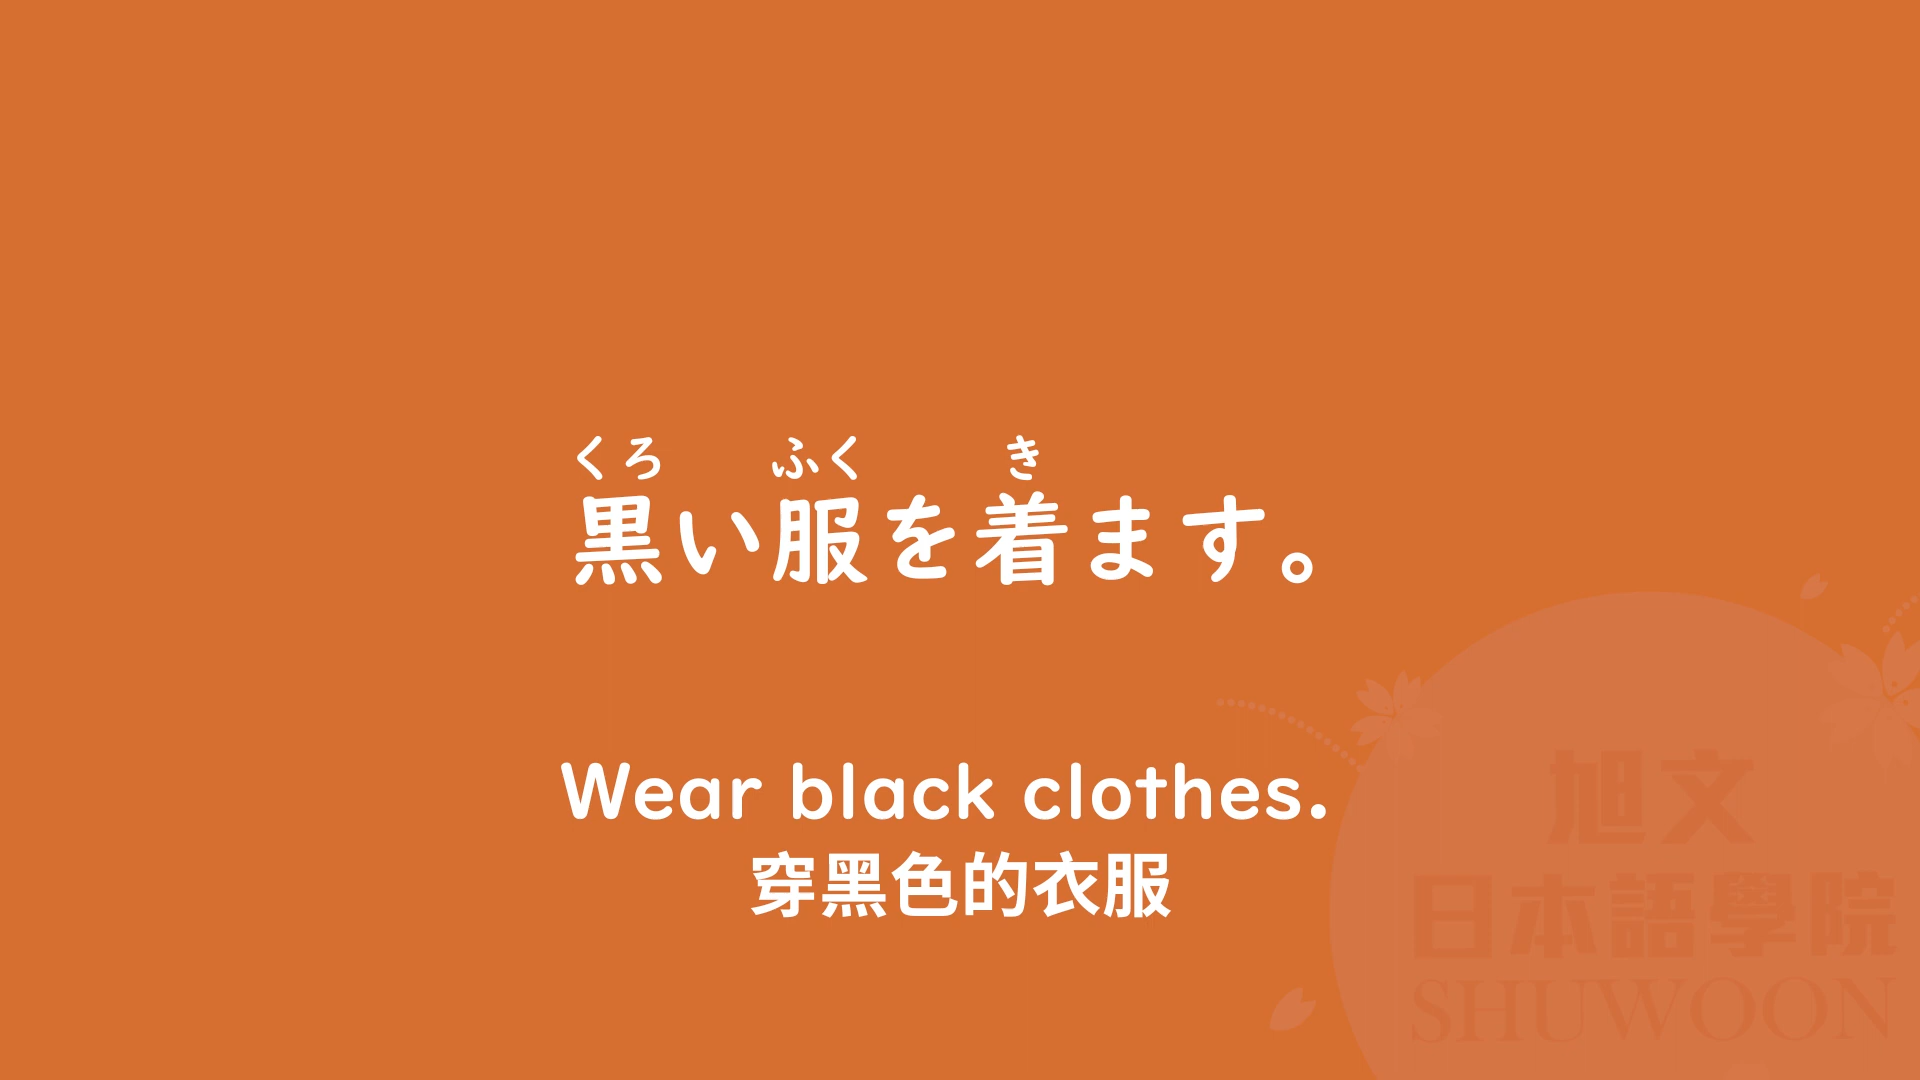 くろ ふく き
黒い服を着ます。
Wear black clothes.
穿黑色的衣服
旭文
日本語學院
SHUWOON